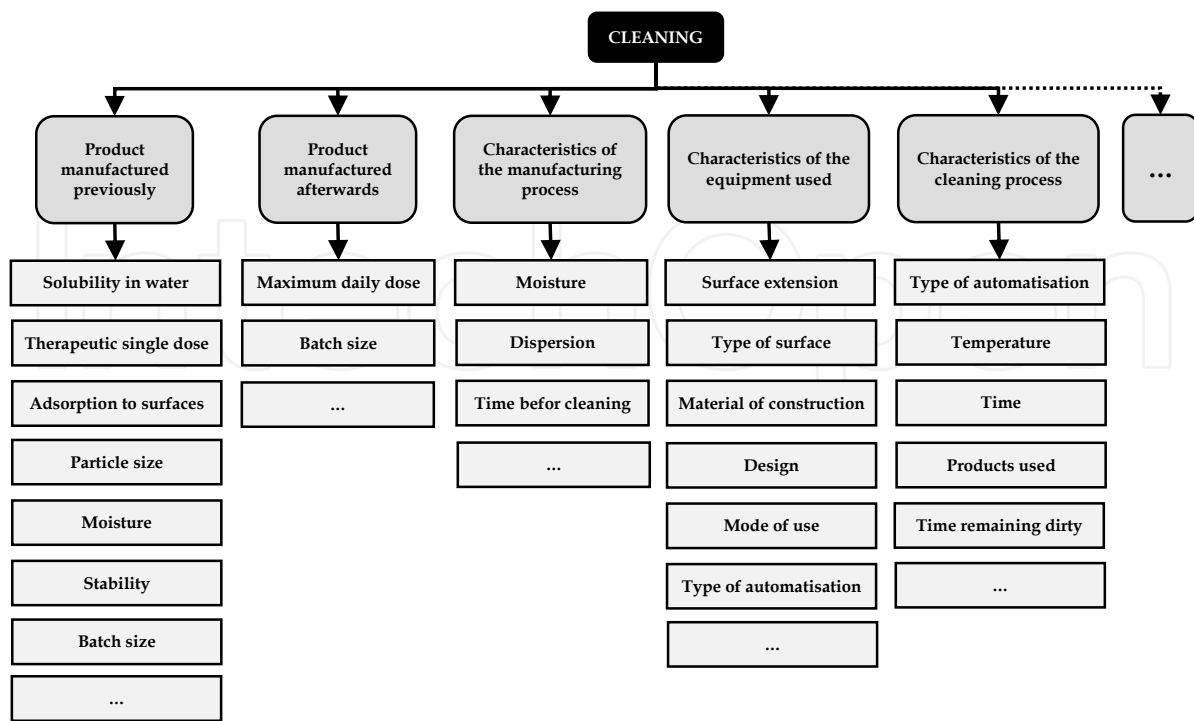 CLEANING
Product
manufactured
previously
Product
manufactured
afterwards
Characteristics of
the manufacturing
process
Characteristics of the
equipment used
Characteristics of the
cleaning process
...
Solubility in water
Therapeutic single dose
Adsorption to surfaces
Particle size
Moisture
Stability
Batch size
...
Maximum daily dose
Batch size
...
Moisture
Dispersion
Time befor cleaning
...
Surface extension
Type of surface
Material of construction
Design
Mode of use
Type of automatisation
...
Type of automatisation
Temperature
Time
Products used
Time remaining dirty
...
IntechOpen